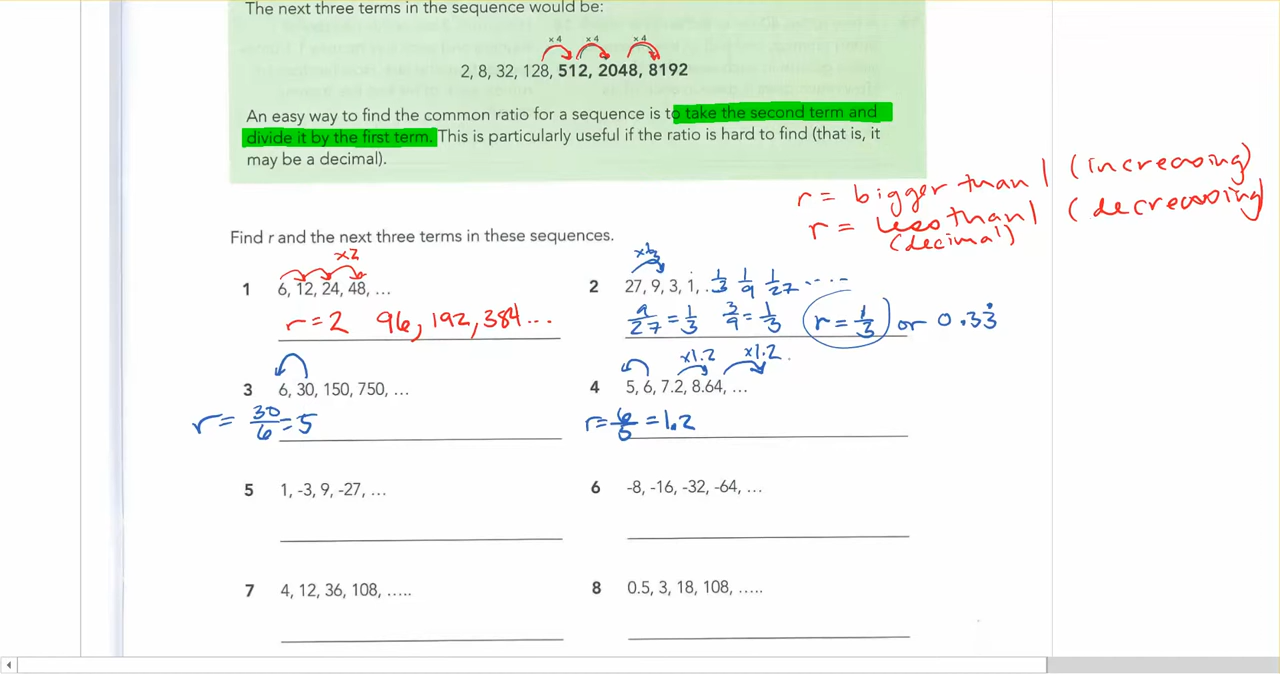 The next three terms in the sequence would be:
×4 ×4 ×4
2, 8, 32, 128, 512, 2048, 8192
An easy way to find the common ratio for a sequence is to take the second term and
divide it by the first term. This is particularly useful if the ratio is hard to find (that is, it
may be a decimal).
r = bigger than 1 (increasing)
r = less than 1 (decreasing)
(decimal)
Find r and the next three terms in these sequences.
×2
1 6, 12, 24, 48, ...
r = 2 96, 192, 384 ...
×1/3
2 27, 9, 3, 1, .. 1/3 1/9 1/27 ......
9/27 = 1/3 3/9 = 1/3 r = 1/3 or 0.33̇
3 6, 30, 150, 750, ...
r = 30/6 = 5
×1.2 ×1.2
4 5, 6, 7.2, 8.64, ...
r = 6/5 = 1.2
5 1, -3, 9, -27, ...
6 -8, -16, -32, -64, ...
7 4, 12, 36, 108, .....
8 0.5, 3, 18, 108, .....